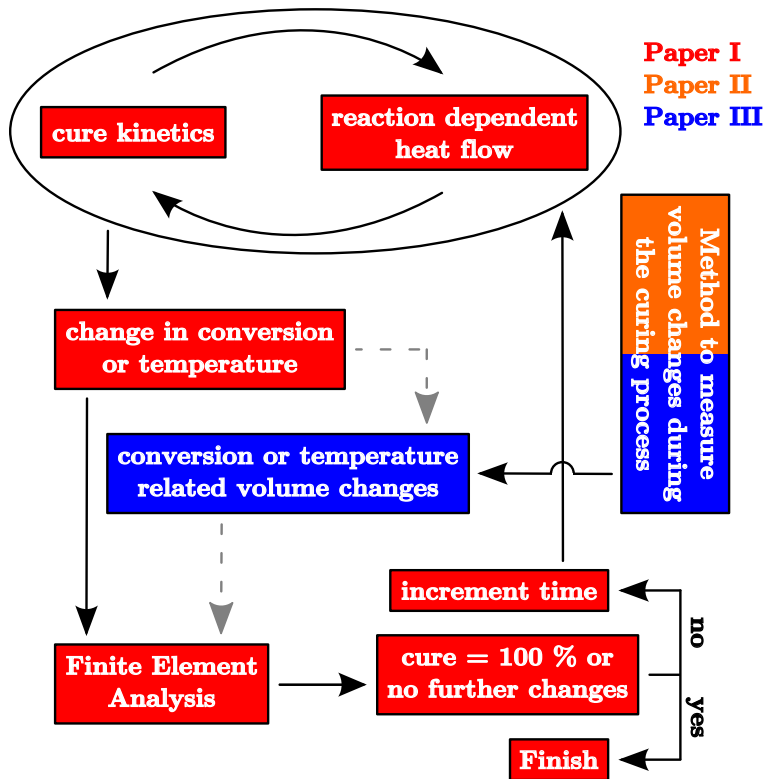 Paper I
Paper II
Paper III
cure kinetics
reaction dependent
heat flow
Method to measure
volume changes during
the curing process
change in conversion
or temperature
conversion or temperature
related volume changes
increment time
no
Finite Element
Analysis
cure = 100 % or
no further changes
yes
Finish